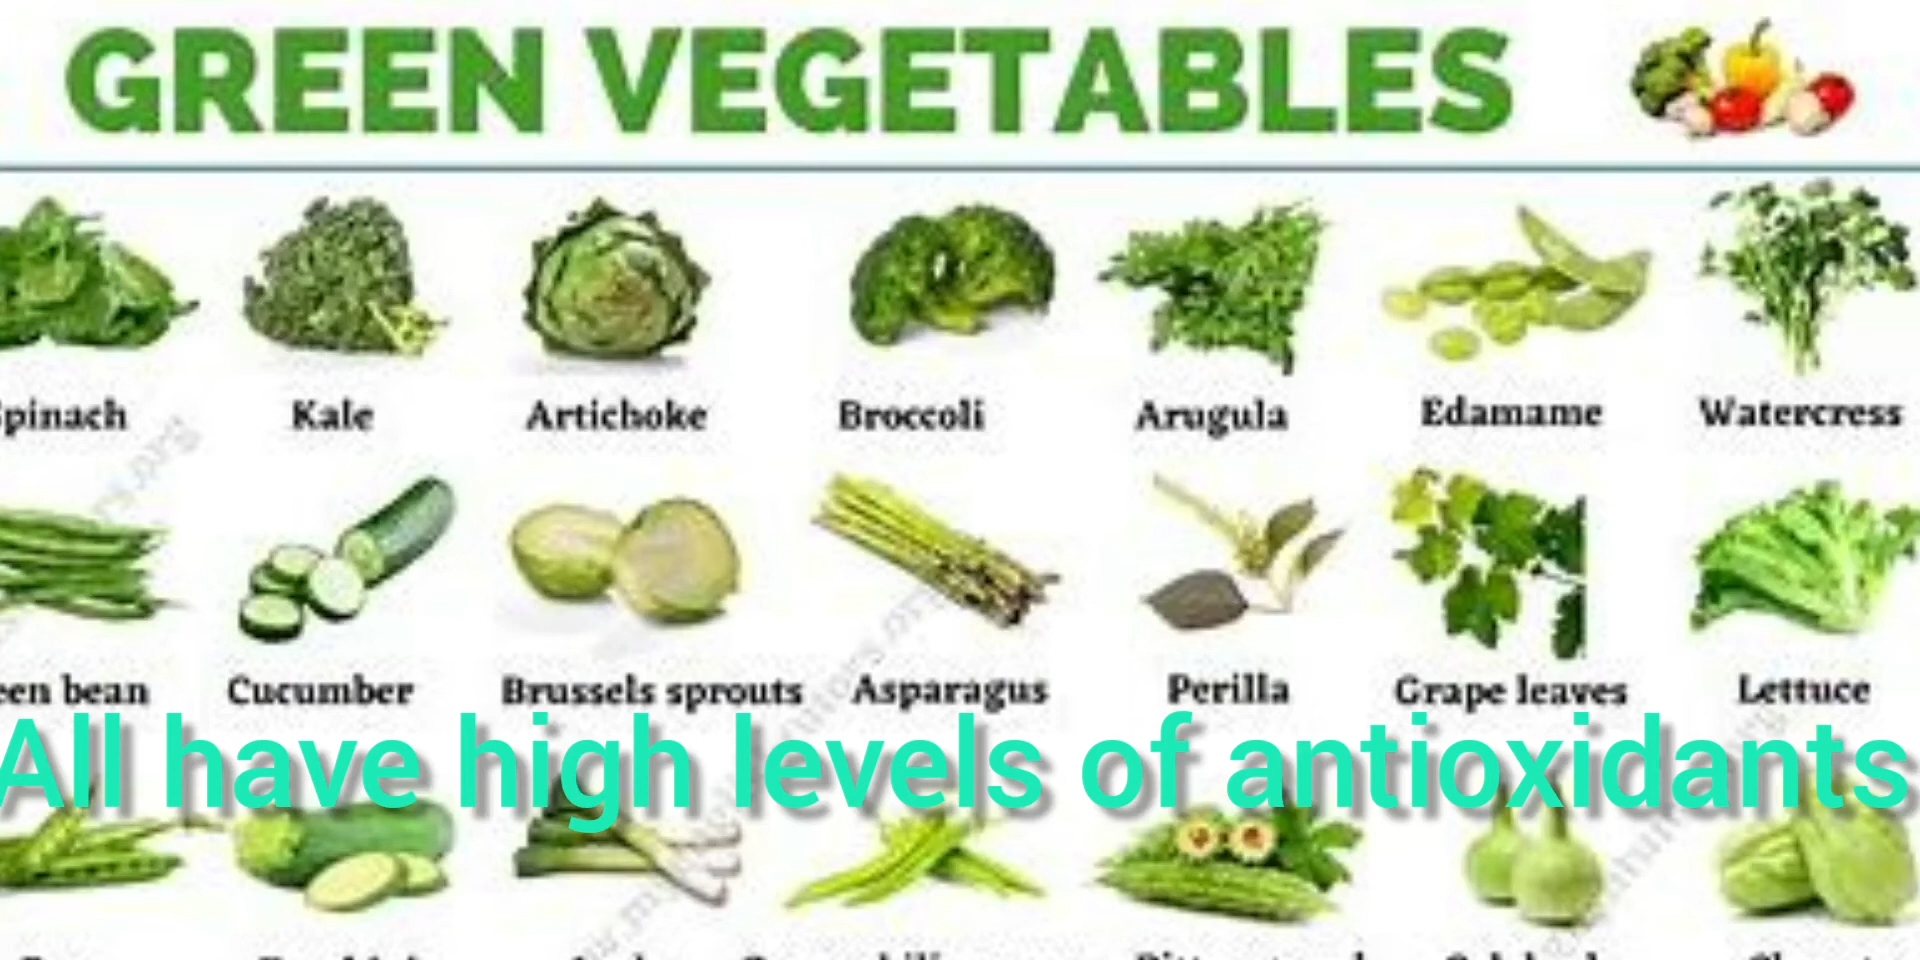 GREEN VEGETABLES
Spinach Kale Artichoke Broccoli Arugula Edamame Watercress
een bean Cucumber Brussels sprouts Asparagus Perilla Grape leaves Lettuce
All have high levels of antioxidants